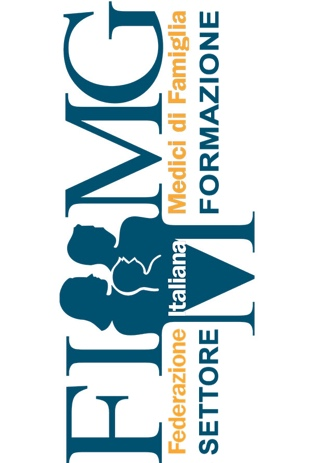 FIMMG
Federazione Italiana Medici di Famiglia
SETTORE FORMAZIONE